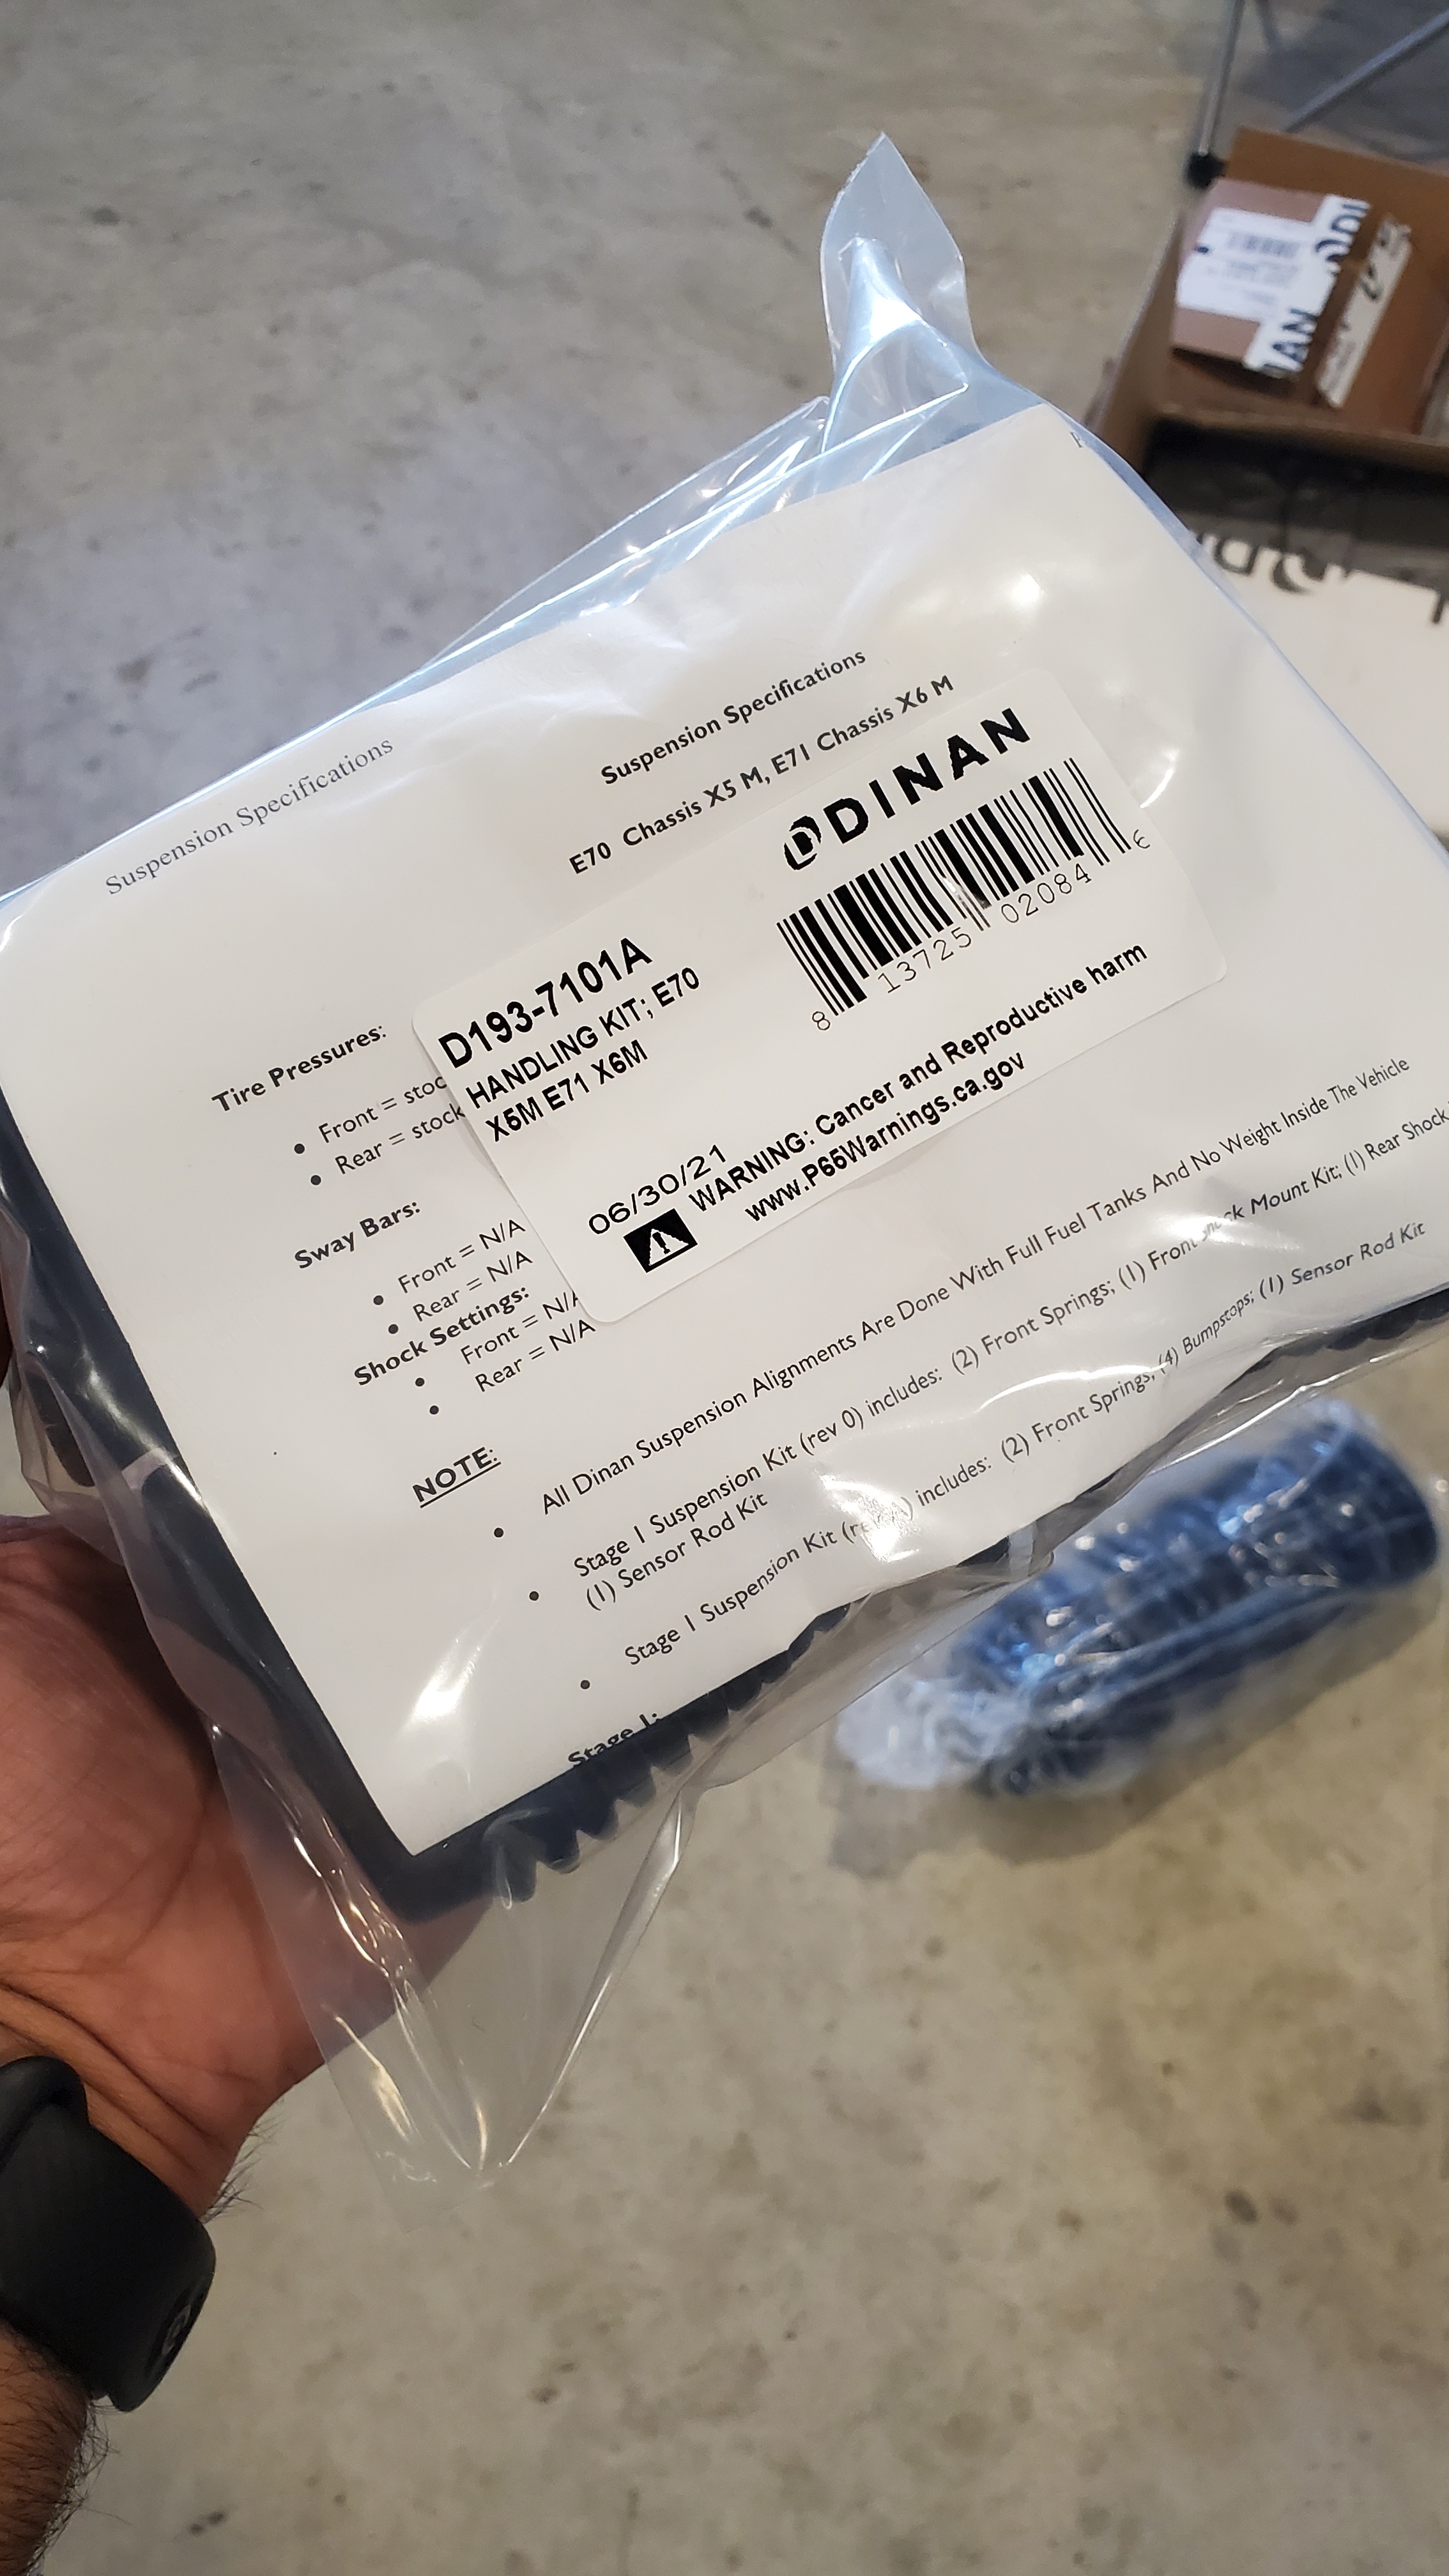 Suspension Specifications
Suspension Specifications
E70 Chassis X5 M, E71 Chassis X6 M
DINAN
D193-7101A
HANDLING KIT; E70
X5M E71 X6M
8 13725 02084
06/30/21
WARNING: Cancer and Reproductive harm
www.P65Warnings.ca.gov
Tire Pressures:
• Front = stoc
• Rear = stock
Sway Bars:
• Front = N/A
• Rear = N/A
Shock Settings:
• Front = N/A
• Rear = N/A
NOTE:
• All Dinan Suspension Alignments Are Done With Full Fuel Tanks And No Weight Inside The Vehicle
• Stage 1 Suspension Kit (rev 0) includes: (2) Front Springs; (1) Front Shock Mount Kit; (1) Rear Shock
(1) Sensor Rod Kit
• Stage 1 Suspension Kit includes: (2) Front Springs; (4) Bumpstops; (1) Sensor Rod Kit
Stage 1: